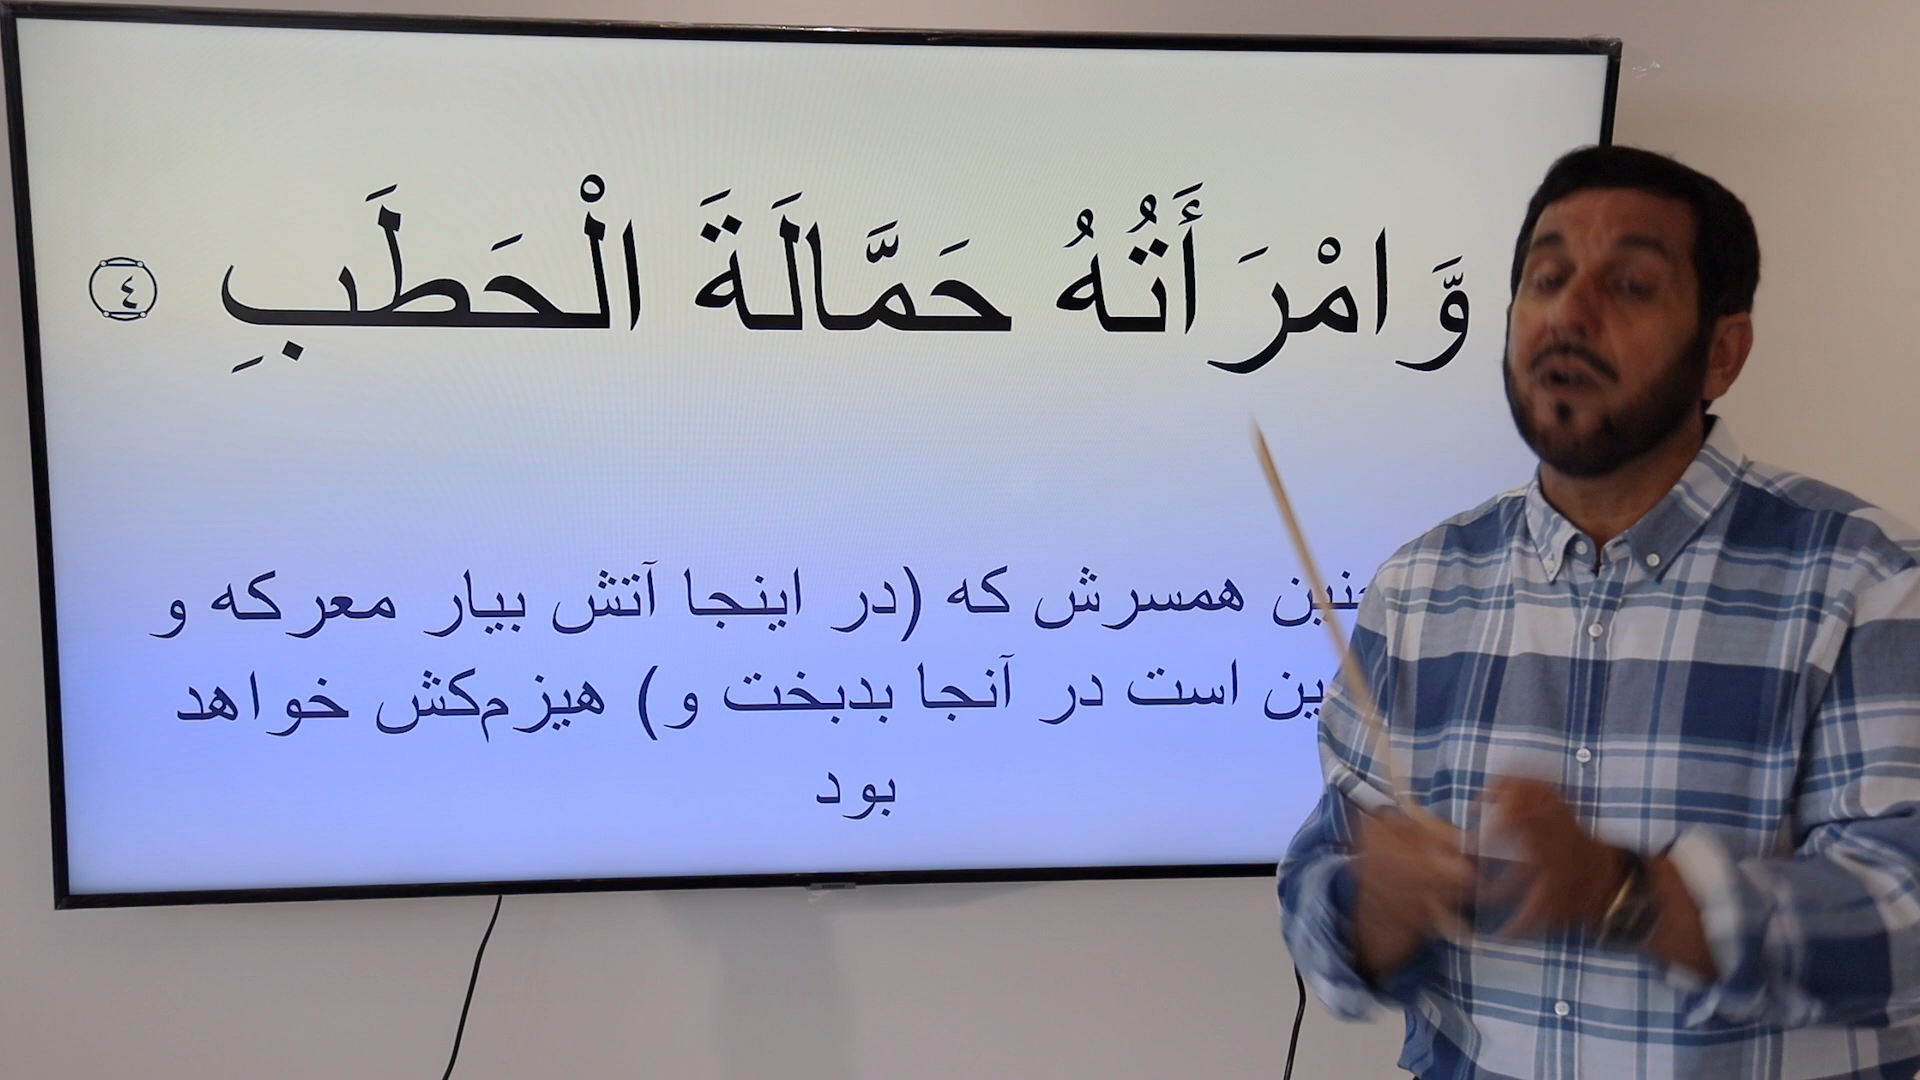 وَّ امْرَ أَتُهُ حَمَّالَةَ الْحَطَبِ ٤
همسرش که (در اینجا آتش بیار معرکه و
است در آنجا بدبخت و) هیزم‌کش خواهد
بود